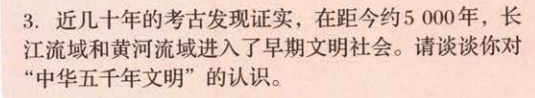 3. 近几十年的考古发现证实，在距今约5 000年，长
江流域和黄河流域进入了早期文明社会。请谈谈你对
“中华五千年文明”的认识。